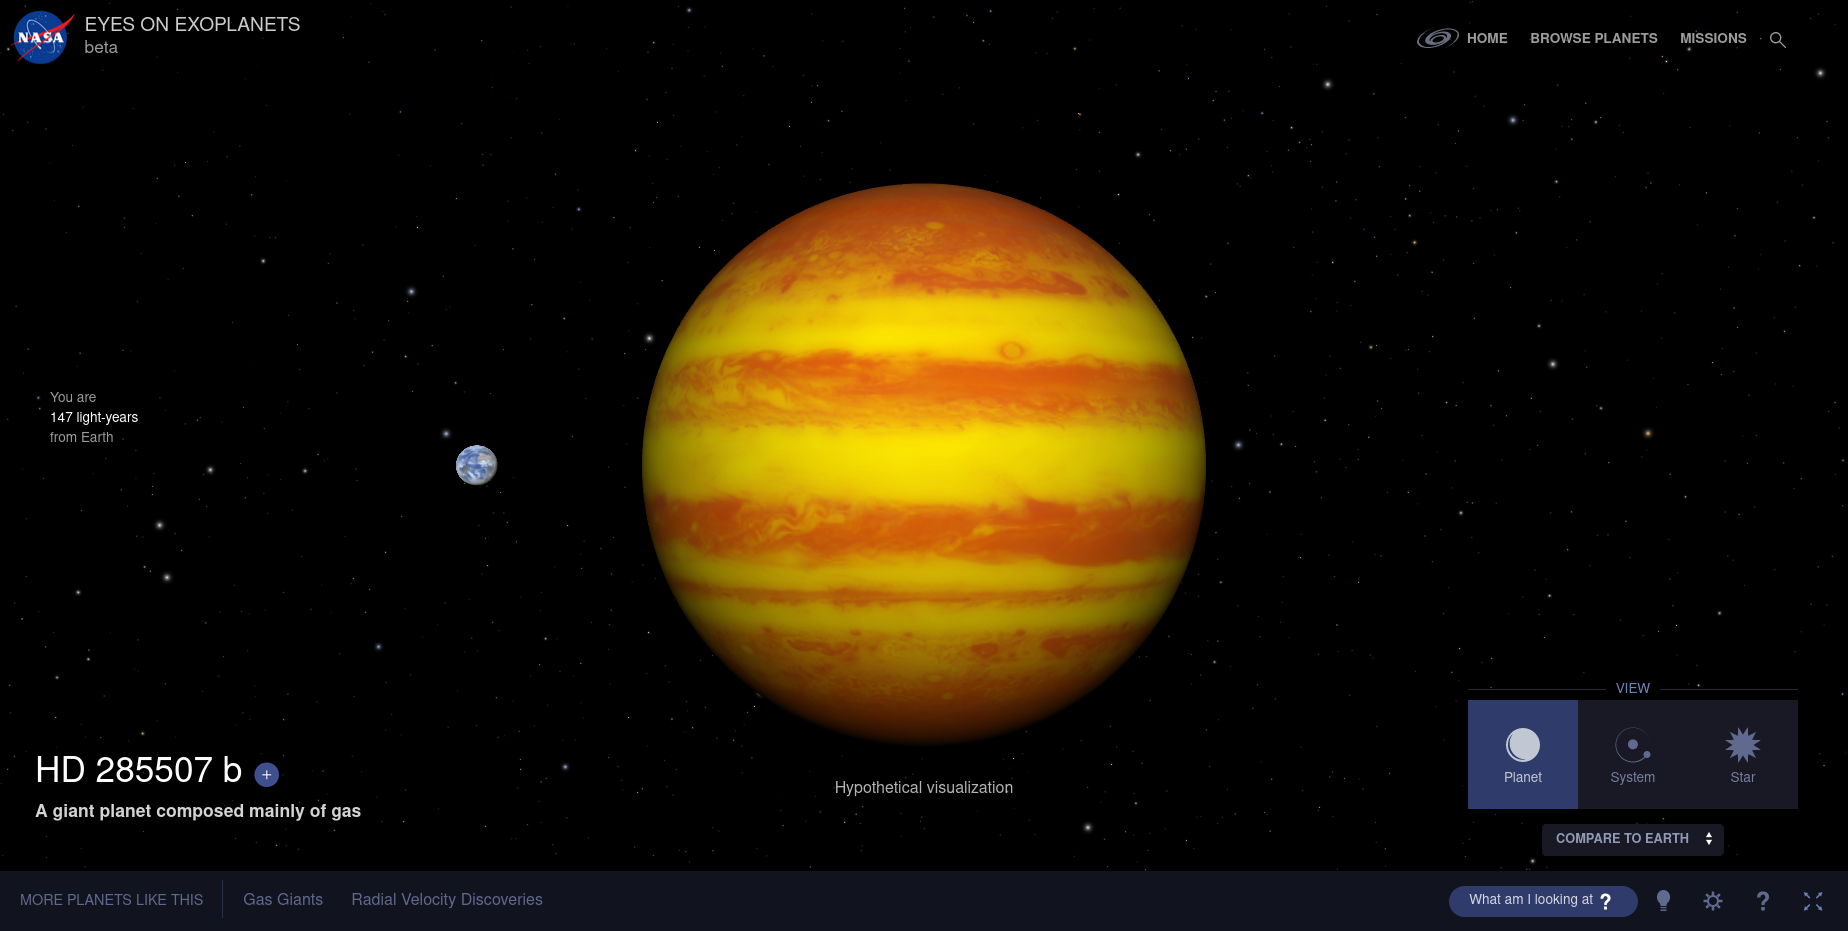 NASA
EYES ON EXOPLANETS
beta
HOME
BROWSE PLANETS
MISSIONS
You are
147 light-years
from Earth
HD 285507 b +
A giant planet composed mainly of gas
Hypothetical visualization
VIEW
Planet
System
Star
COMPARE TO EARTH
MORE PLANETS LIKE THIS
Gas Giants
Radial Velocity Discoveries
What am I looking at ?
?